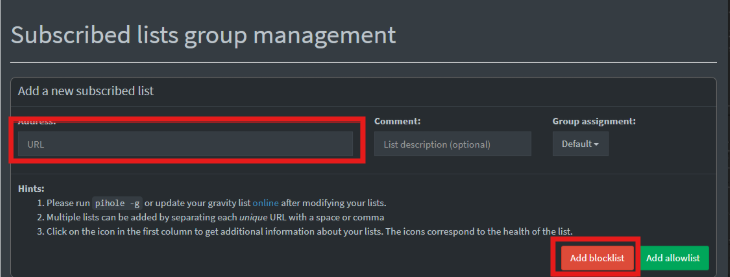 Subscribed lists group management
Add a new subscribed list
Address: Comment: Group assignment:
URL List description (optional) Default
Hints:
1. Please run pihole -g or update your gravity list online after modifying your lists.
2. Multiple lists can be added by separating each unique URL with a space or comma
3. Click on the icon in the first column to get additional information about your lists. The icons correspond to the health of the list.
Add blocklist Add allowlist